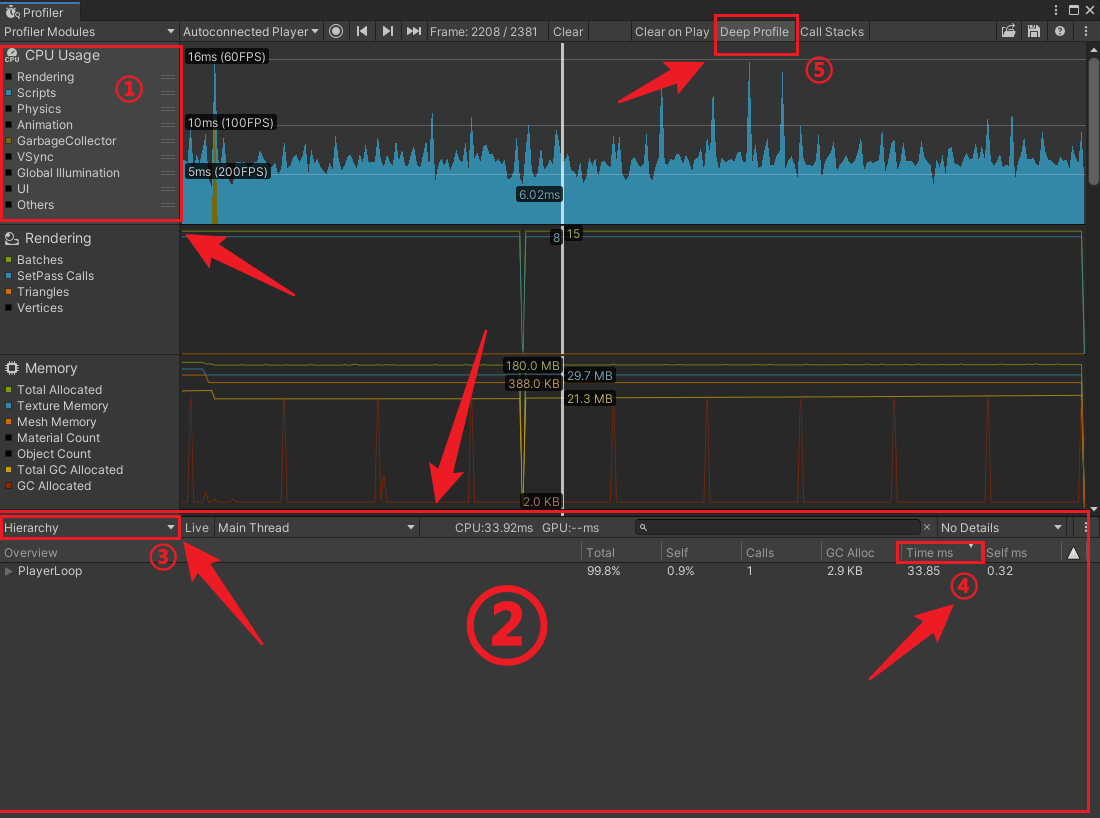 Profiler
Profiler Modules Autoconnected Player Frame: 2208 / 2381 Clear Clear on Play Deep Profile Call Stacks
⑤
CPU Usage
CPU
Rendering
Scripts
Physics
Animation
GarbageCollector
VSync
Global Illumination
UI
Others
①
16ms (60FPS)
10ms (100FPS)
5ms (200FPS)
6.02ms
Rendering
Batches
SetPass Calls
Triangles
Vertices
8 15
Memory
Total Allocated
Texture Memory
Mesh Memory
Material Count
Object Count
Total GC Allocated
GC Allocated
180.0 MB
29.7 MB
388.0 KB
21.3 MB
2.0 KB
Hierarchy Live Main Thread CPU:33.92ms GPU:--ms No Details
③
Overview Total Self Calls GC Alloc Time ms Self ms
PlayerLoop 99.8% 0.9% 1 2.9 KB 33.85 0.32
④
②